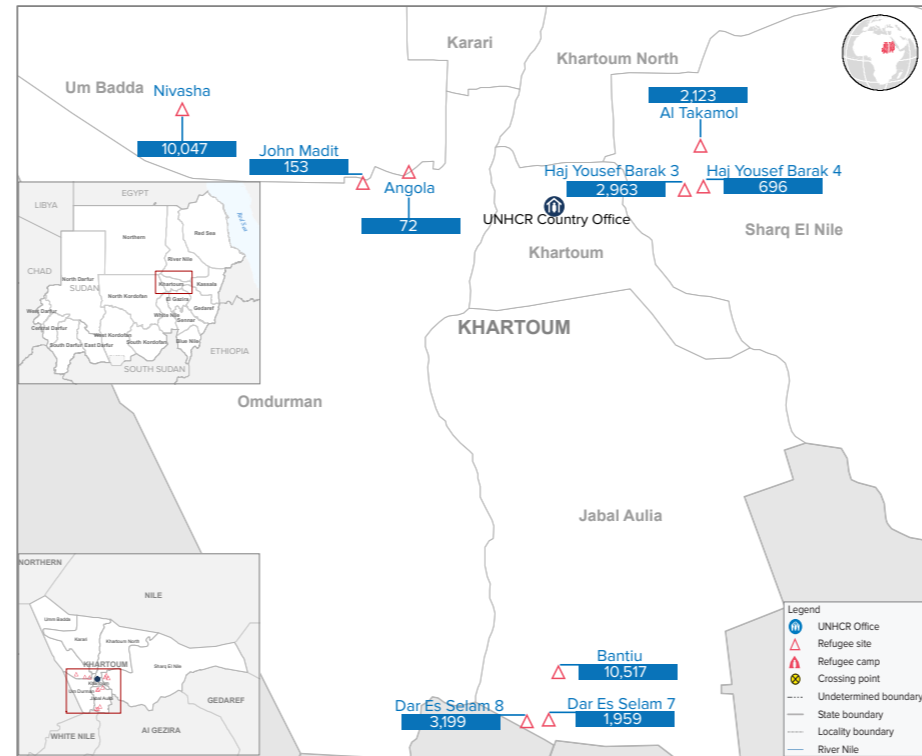 Karari
Khartoum North
Um Badda
Nivasha
10,047
2,123
Al Takamol
John Madit
153
Angola
72
Haj Yousef Barak 3
2,963
Haj Yousef Barak 4
696
UNHCR Country Office
Khartoum
Sharq El Nile
KHARTOUM
Omdurman
Jabal Aulia
Bantiu
10,517
Dar Es Selam 8
3,199
Dar Es Selam 7
1,959
EGYPT
LIBYA
Red Sea
Northern
Red Sea
River Nile
CHAD
North Darfur
SUDAN
Khartoum
Kassala
North Kordofan
El Gazira
West Darfur
White Nile
Gedaref
Sennar
Central Darfur
West Kordofan
South Darfur
East Darfur
South Kordofan
Blue Nile
ETHIOPIA
SOUTH SUDAN
NORTHERN
NILE
Umm Badda
Karari
Khartoum North
KHARTOUM
Sharq El Nile
Khartoum
Um Durman
Jabal Aulia
GEDAREF
WHITE NILE
Al GEZIRA
Legend
UNHCR Office
Refugee site
Refugee camp
Crossing point
Undetermined boundary
State boundary
Locality boundary
River Nile